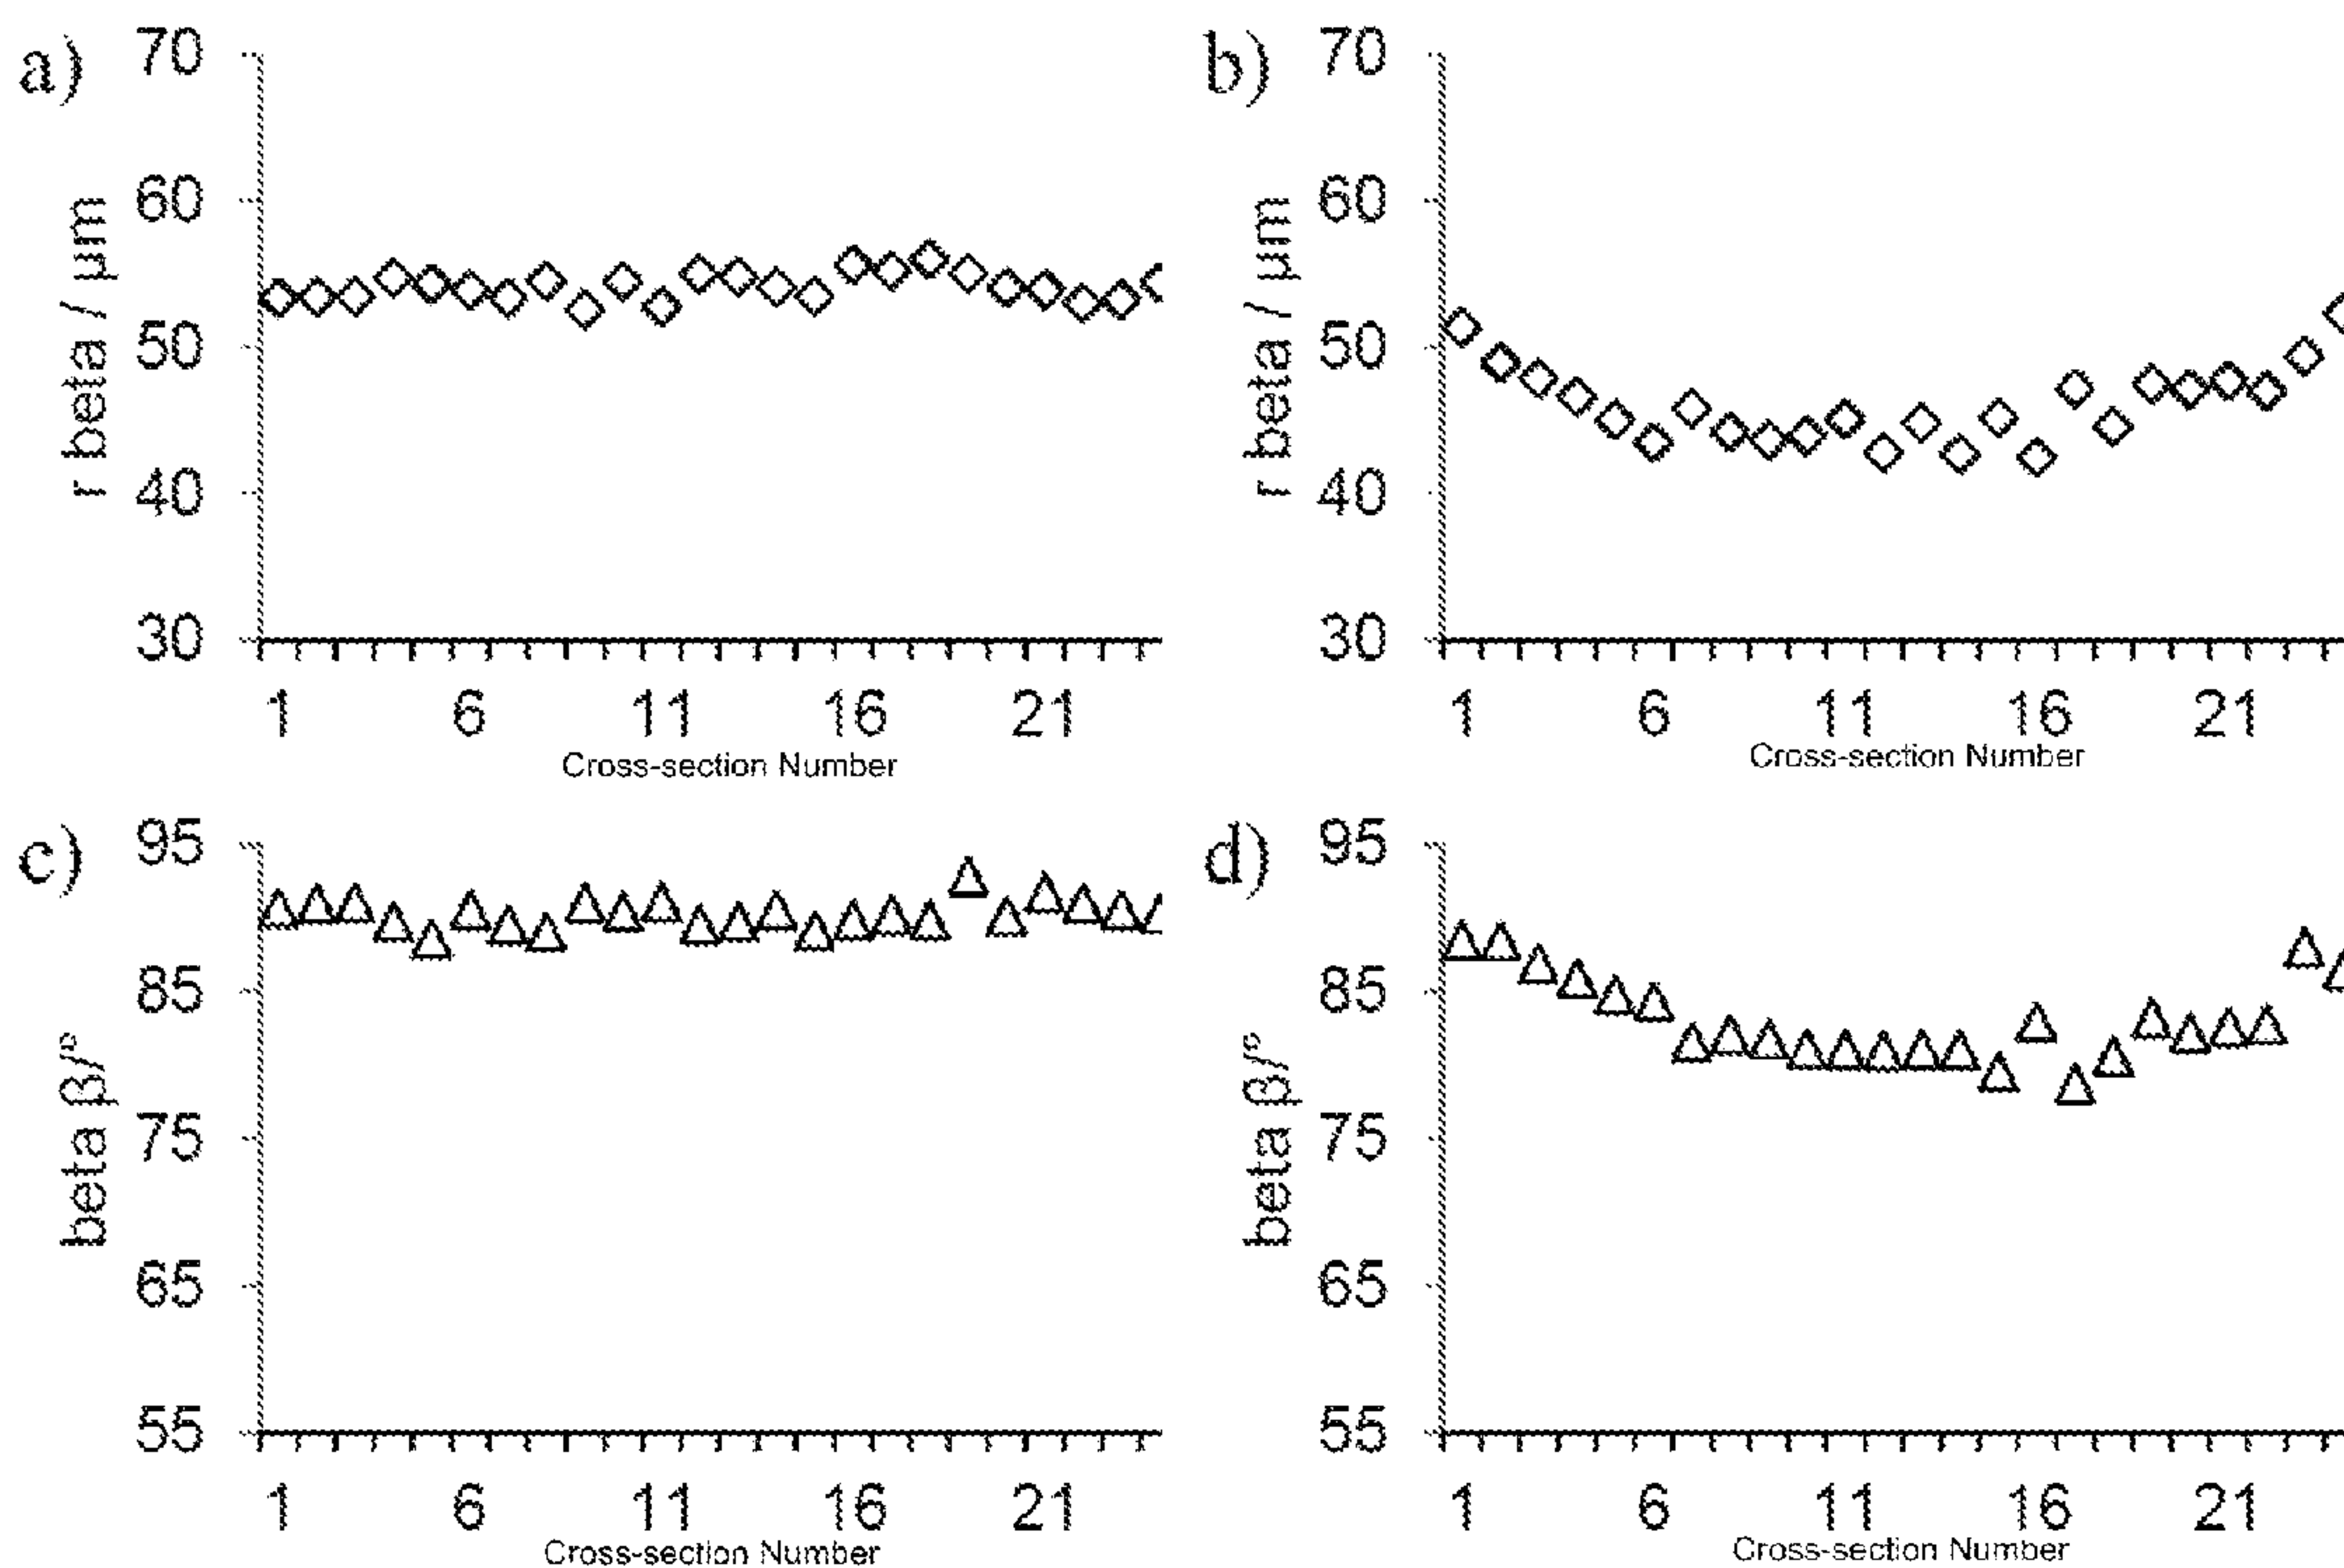 a)
70
60
50
40
30
r beta / µm
1 6 11 16 21
Cross-section Number
b)
70
60
50
40
30
r beta / µm
1 6 11 16 21
Cross-section Number
c)
95
85
75
65
55
beta β/°
1 6 11 16 21
Cross-section Number
d)
95
85
75
65
55
beta β/°
1 6 11 16 21
Cross-section Number